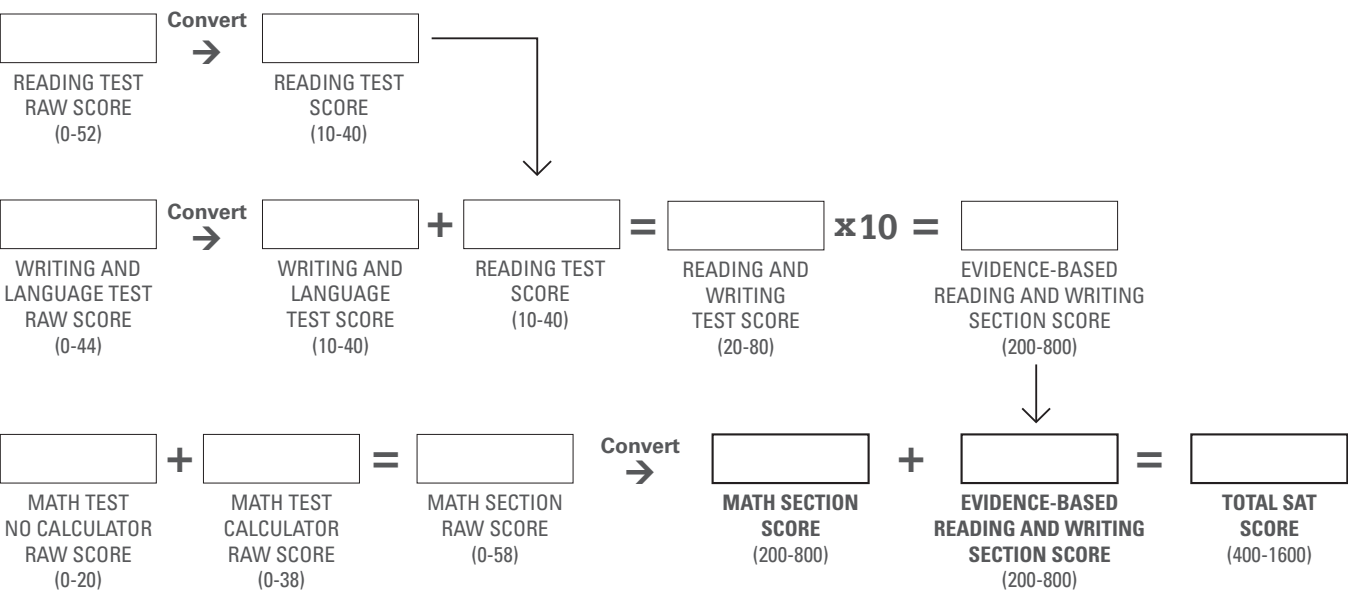 Convert
→
READING TEST
RAW SCORE
(0-52)
READING TEST
SCORE
(10-40)
Convert
→
+
=
x10 =
WRITING AND
LANGUAGE TEST
RAW SCORE
(0-44)
WRITING AND
LANGUAGE
TEST SCORE
(10-40)
READING TEST
SCORE
(10-40)
READING AND
WRITING
TEST SCORE
(20-80)
EVIDENCE-BASED
READING AND WRITING
SECTION SCORE
(200-800)
+
=
Convert
→
+
=
MATH TEST
NO CALCULATOR
RAW SCORE
(0-20)
MATH TEST
CALCULATOR
RAW SCORE
(0-38)
MATH SECTION
RAW SCORE
(0-58)
MATH SECTION
SCORE
(200-800)
EVIDENCE-BASED
READING AND WRITING
SECTION SCORE
(200-800)
TOTAL SAT
SCORE
(400-1600)